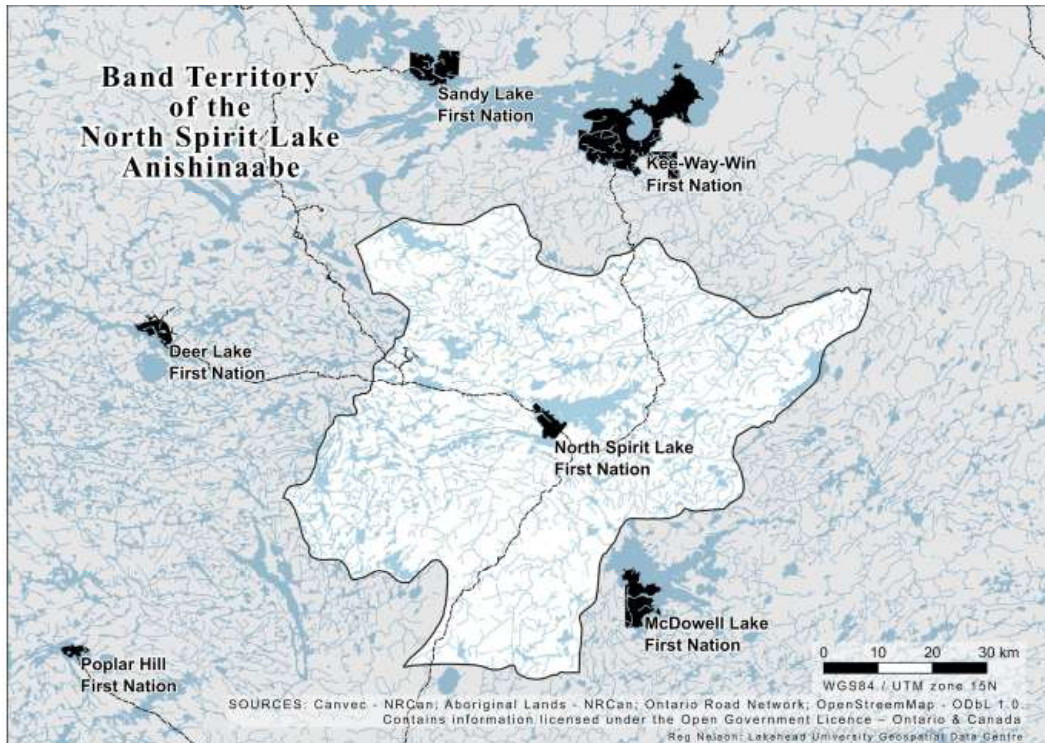 Band Territory
of the
North Spirit Lake
Anishinaabe
Sandy Lake
First Nation
Kee-Way-Win
First Nation
Deer Lake
First Nation
North Spirit Lake
First Nation
McDowell Lake
First Nation
Poplar Hill
First Nation
0 10 20 30 km
WGS84 / UTM zone 15N
SOURCES: Canvec - NRCan; Aboriginal Lands - NRCan; Ontario Road Network; OpenStreemMap - ODbL 1.0.
Contains information licensed under the Open Government Licence – Ontario & Canada
Reg Nelson: Lakehead University Geospatial Data Centre